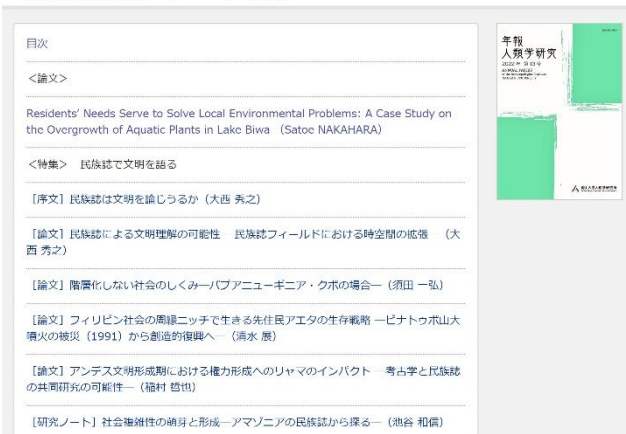 目次
<論文>
Residents' Needs Serve to Solve Local Environmental Problems: A Case Study on
the Overgrowth of Aquatic Plants in Lake Biwa （Satoe NAKAHARA）
<特集>　民族誌で文明を語る
［序文］民族誌は文明を論じうるか（大西 秀之）
［論文］民族誌による文明理解の可能性―民族誌フィールドにおける時空間の拡張―（大
西 秀之）
［論文］階層化しない社会のしくみ―パプアニューギニア・クボの場合―（須田 一弘）
［論文］フィリピン社会の周縁ニッチで生きる先住民アエタの生存戦略 ―ピナトゥボ山大
噴火の被災（1991）から創造的復興へ―（清水 展）
［論文］アンデス文明形成期における権力形成へのリャマのインパクト―考古学と民族誌
の共同研究の可能性―（稲村 哲也）
［研究ノート］社会複雑性の萌芽と形成―アマゾニアの民族誌から探る―（池谷 和信）
年報
人類学研究